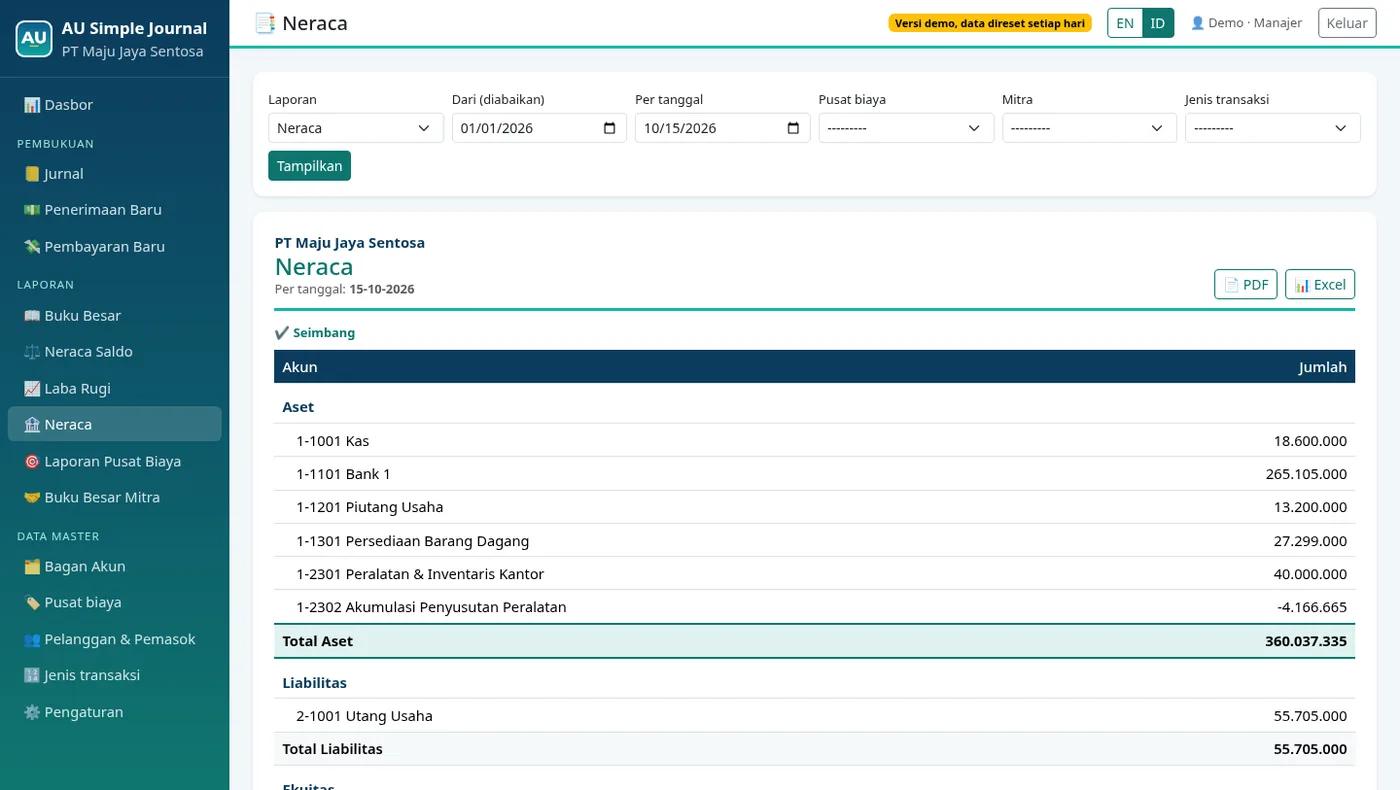 AU Simple Journal
PT Maju Jaya Sentosa
Dasbor
PEMBUKUAN
Jurnal
Penerimaan Baru
Pembayaran Baru
LAPORAN
Buku Besar
Neraca Saldo
Laba Rugi
Neraca
Laporan Pusat Biaya
Buku Besar Mitra
DATA MASTER
Bagan Akun
Pusat biaya
Pelanggan & Pemasok
Jenis transaksi
Pengaturan
Neraca
Versi demo, data direset setiap hari
EN ID
Demo · Manajer
Keluar
Laporan Dari (diabaikan) Per tanggal Pusat biaya Mitra Jenis transaksi
Neraca 01/01/2026 10/15/2026 --------- --------- ---------
Tampilkan
PT Maju Jaya Sentosa
Neraca
Per tanggal: 15-10-2026
PDF Excel
✔ Seimbang
Akun Jumlah
Aset
1-1001 Kas 18.600.000
1-1101 Bank 1 265.105.000
1-1201 Piutang Usaha 13.200.000
1-1301 Persediaan Barang Dagang 27.299.000
1-2301 Peralatan & Inventaris Kantor 40.000.000
1-2302 Akumulasi Penyusutan Peralatan -4.166.665
Total Aset 360.037.335
Liabilitas
2-1001 Utang Usaha 55.705.000
Total Liabilitas 55.705.000
Ekuitas